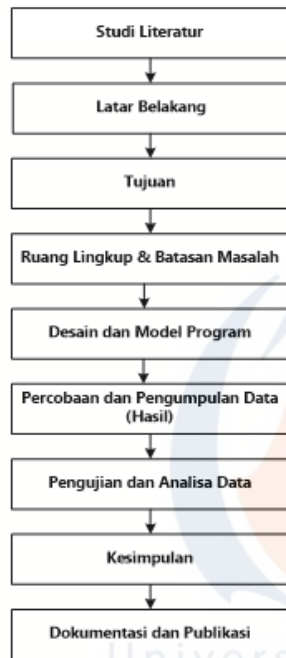 Studi Literatur
Latar Belakang
Tujuan
Ruang Lingkup & Batasan Masalah
Desain dan Model Program
Percobaan dan Pengumpulan Data
(Hasil)
Pengujian dan Analisa Data
Kesimpulan
Dokumentasi dan Publikasi
Univers